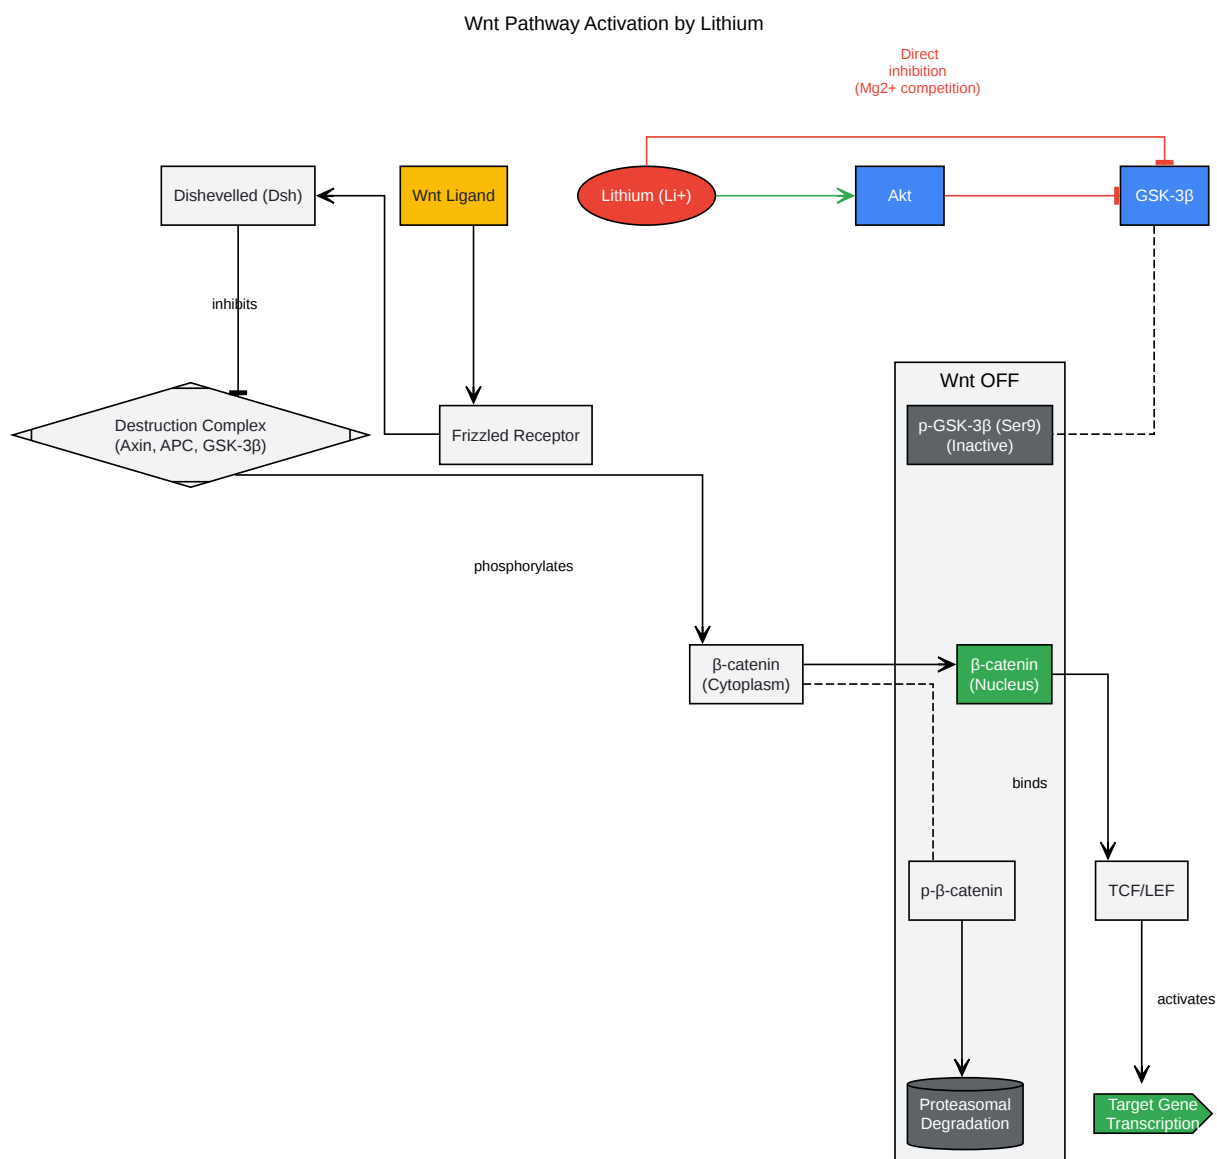 Wnt Pathway Activation by Lithium
Direct
inhibition
(Mg2+ competition)
Dishevelled (Dsh)
Wnt Ligand
Lithium (Li+)
Akt
GSK-3β
inhibits
Wnt OFF
Destruction Complex
(Axin, APC, GSK-3β)
Frizzled Receptor
p-GSK-3β (Ser9)
(Inactive)
phosphorylates
β-catenin
(Cytoplasm)
β-catenin
(Nucleus)
binds
p-β-catenin
TCF/LEF
activates
Proteasomal
Degradation
Target Gene
Transcription